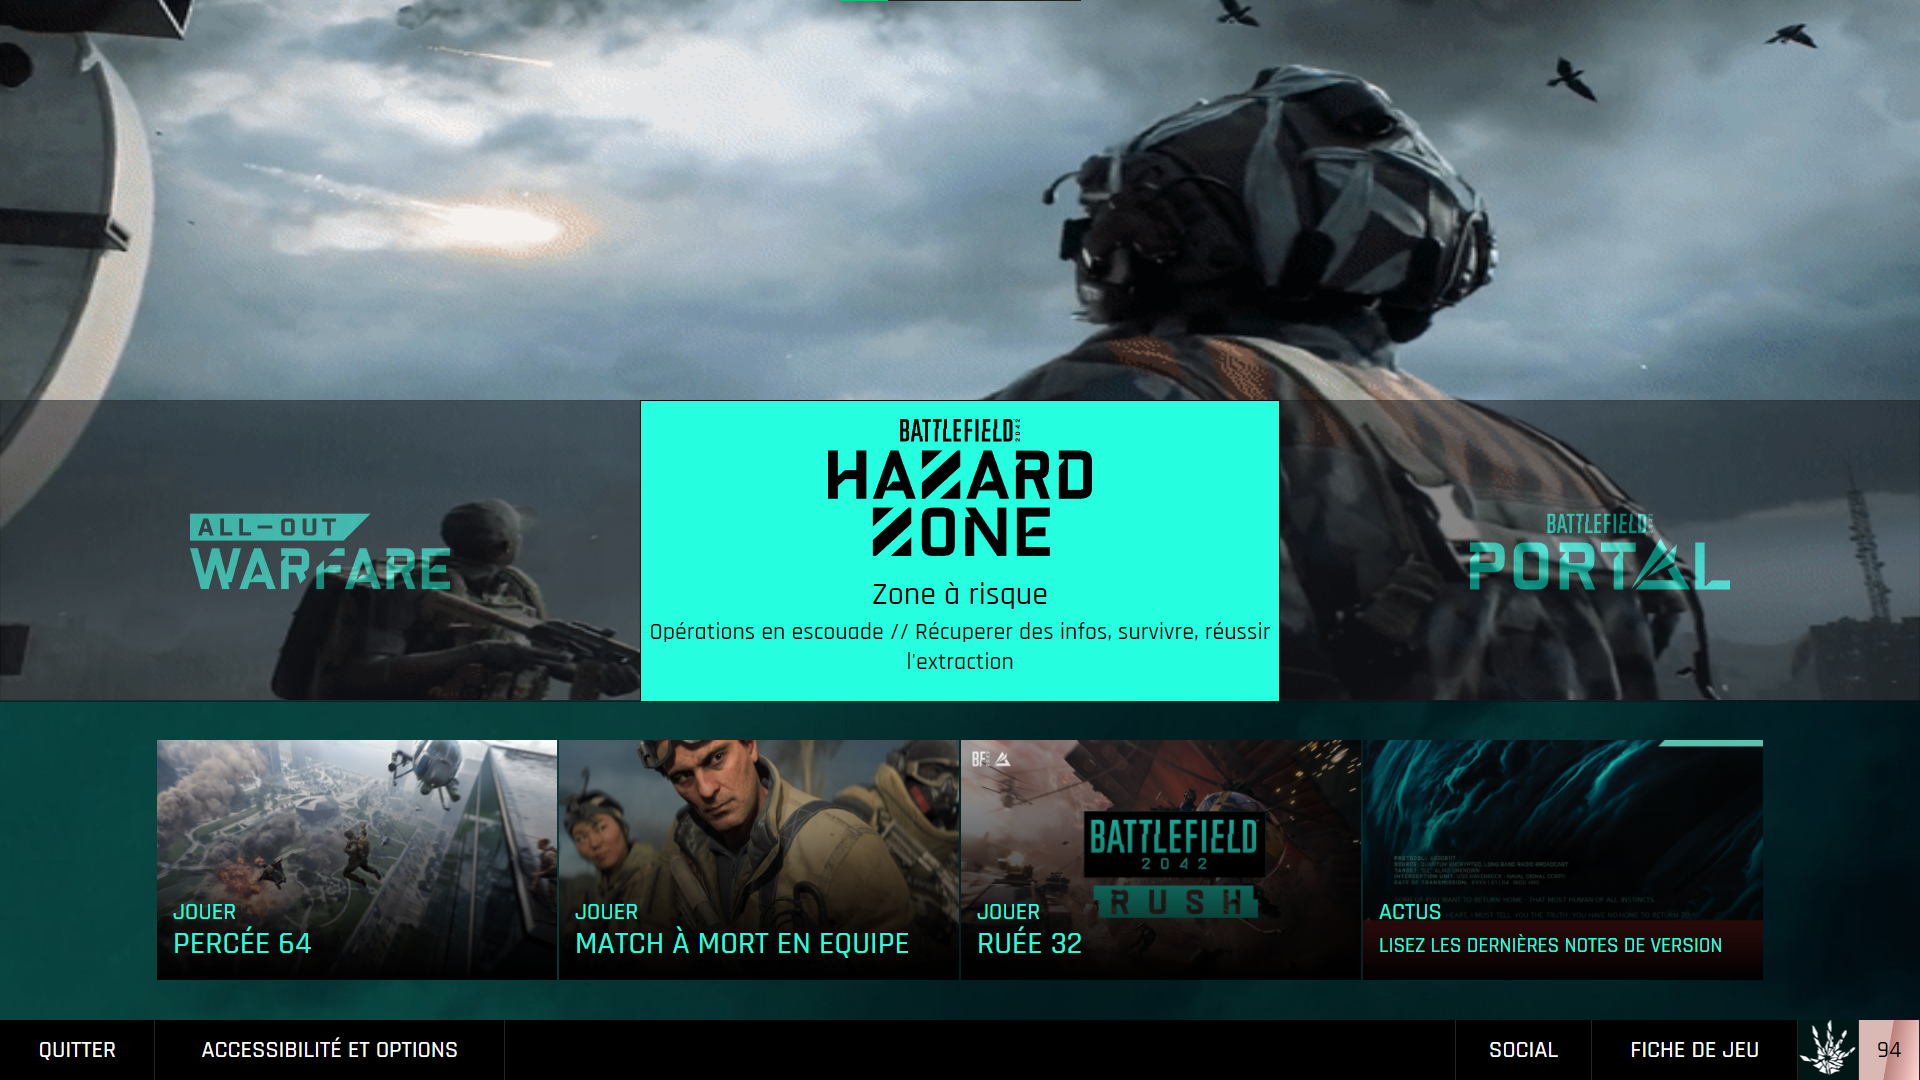 BATTLEFIELD 2042
HAZARD
ZONE
Zone à risque
Opérations en escouade // Récuperer des infos, survivre, réussir
l'extraction
ALL-OUT
WARFARE
BATTLEFIELD
PORTAL
JOUER
PERCÉE 64
JOUER
MATCH À MORT EN EQUIPE
BF
BATTLEFIELD
2042
RUSH
JOUER
RUÉE 32
ACTUS
LISEZ LES DERNIÈRES NOTES DE VERSION
QUITTER
ACCESSIBILITÉ ET OPTIONS
SOCIAL
FICHE DE JEU
94